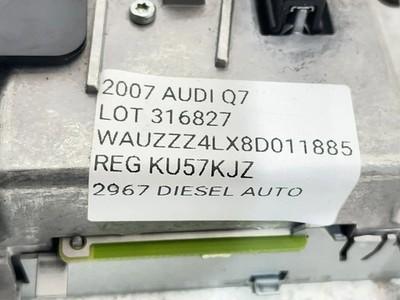 2007 AUDI Q7
LOT 316827
WAUZZZ4LX8D011885
REG KU57KJZ
2967 DIESEL AUTO